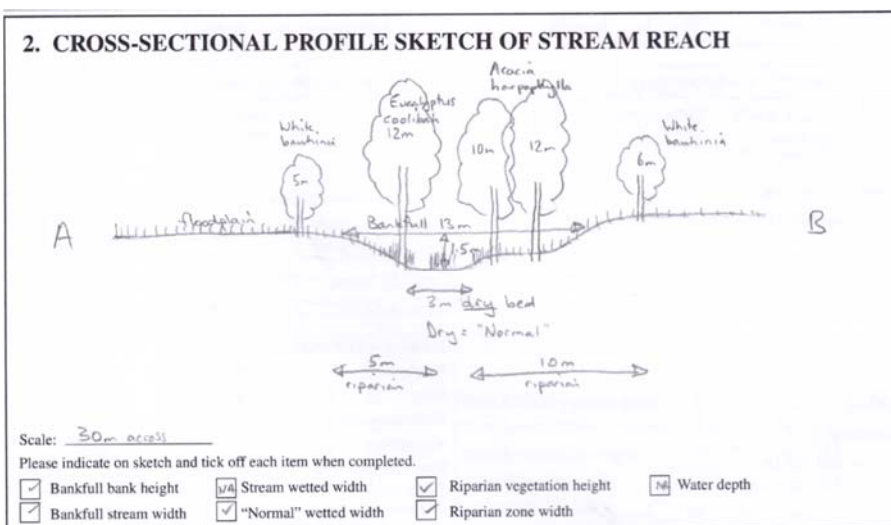 2. CROSS-SECTIONAL PROFILE SKETCH OF STREAM REACH
Acacia
harpophylla
Eucalyptus
coolibah
12m
White
bauhinia
5m
10m
12m
White
bauhinia
6m
floodplain
Bankfull 13m
A
B
1.5m
3m dry bed
Dry = "Normal"
5m
riparian
10m
riparian
Scale: 30m across
Please indicate on sketch and tick off each item when completed.
Bankfull bank height
NA Stream wetted width
Riparian vegetation height
NA Water depth
Bankfull stream width
"Normal" wetted width
Riparian zone width